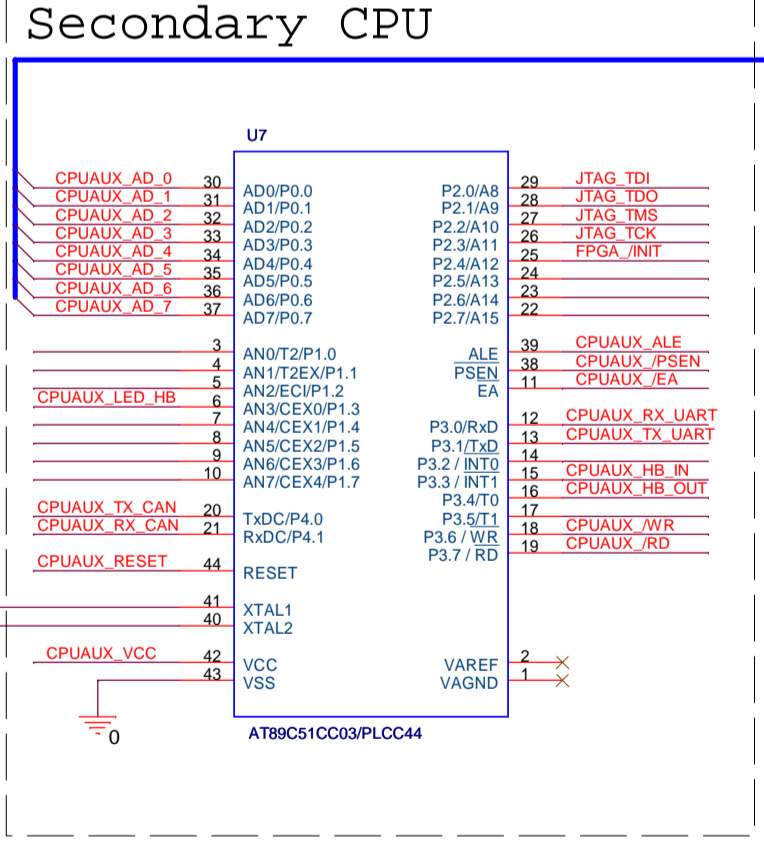 Secondary CPU
U7
CPUAUX_AD_0 30 AD0/P0.0 P2.0/A8 29 JTAG_TDI
CPUAUX_AD_1 31 AD1/P0.1 P2.1/A9 28 JTAG_TDO
CPUAUX_AD_2 32 AD2/P0.2 P2.2/A10 27 JTAG_TMS
CPUAUX_AD_3 33 AD3/P0.3 P2.3/A11 26 JTAG_TCK
CPUAUX_AD_4 34 AD4/P0.4 P2.4/A12 25 FPGA_/INIT
CPUAUX_AD_5 35 AD5/P0.5 P2.5/A13 24
CPUAUX_AD_6 36 AD6/P0.6 P2.6/A14 23
CPUAUX_AD_7 37 AD7/P0.7 P2.7/A15 22
3 AN0/T2/P1.0 ALE 39 CPUAUX_ALE
4 AN1/T2EX/P1.1 PSEN 38 CPUAUX_/PSEN
5 AN2/ECI/P1.2 EA 11 CPUAUX_/EA
CPUAUX_LED_HB 6 AN3/CEX0/P1.3
7 AN4/CEX1/P1.4 P3.0/RxD 12 CPUAUX_RX_UART
8 AN5/CEX2/P1.5 P3.1/TxD 13 CPUAUX_TX_UART
9 AN6/CEX3/P1.6 P3.2 / INT0 14
10 AN7/CEX4/P1.7 P3.3 / INT1 15 CPUAUX_HB_IN
P3.4/T0 16 CPUAUX_HB_OUT
CPUAUX_TX_CAN 20 TxDC/P4.0 P3.5/T1 17
CPUAUX_RX_CAN 21 RxDC/P4.1 P3.6 / WR 18 CPUAUX_/WR
P3.7 / RD 19 CPUAUX_/RD
CPUAUX_RESET 44 RESET
41 XTAL1
40 XTAL2
CPUAUX_VCC 42 VCC VAREF 2
43 VSS VAGND 1
0
AT89C51CC03/PLCC44